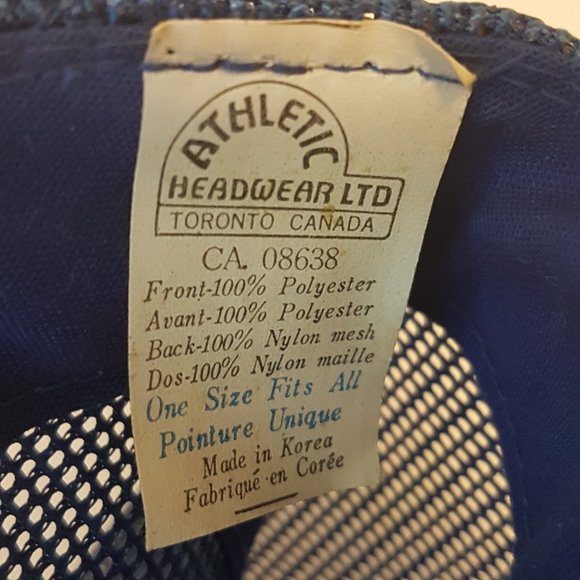 ATHLETIC
HEADWEAR LTD
TORONTO CANADA
CA. 08638
Front-100% Polyester
Avant-100% Polyester
Back-100% Nylon mesh
Dos-100% Nylon maille
One Size Fits All
Pointure Unique
Made in Korea
Fabriqué en Corée